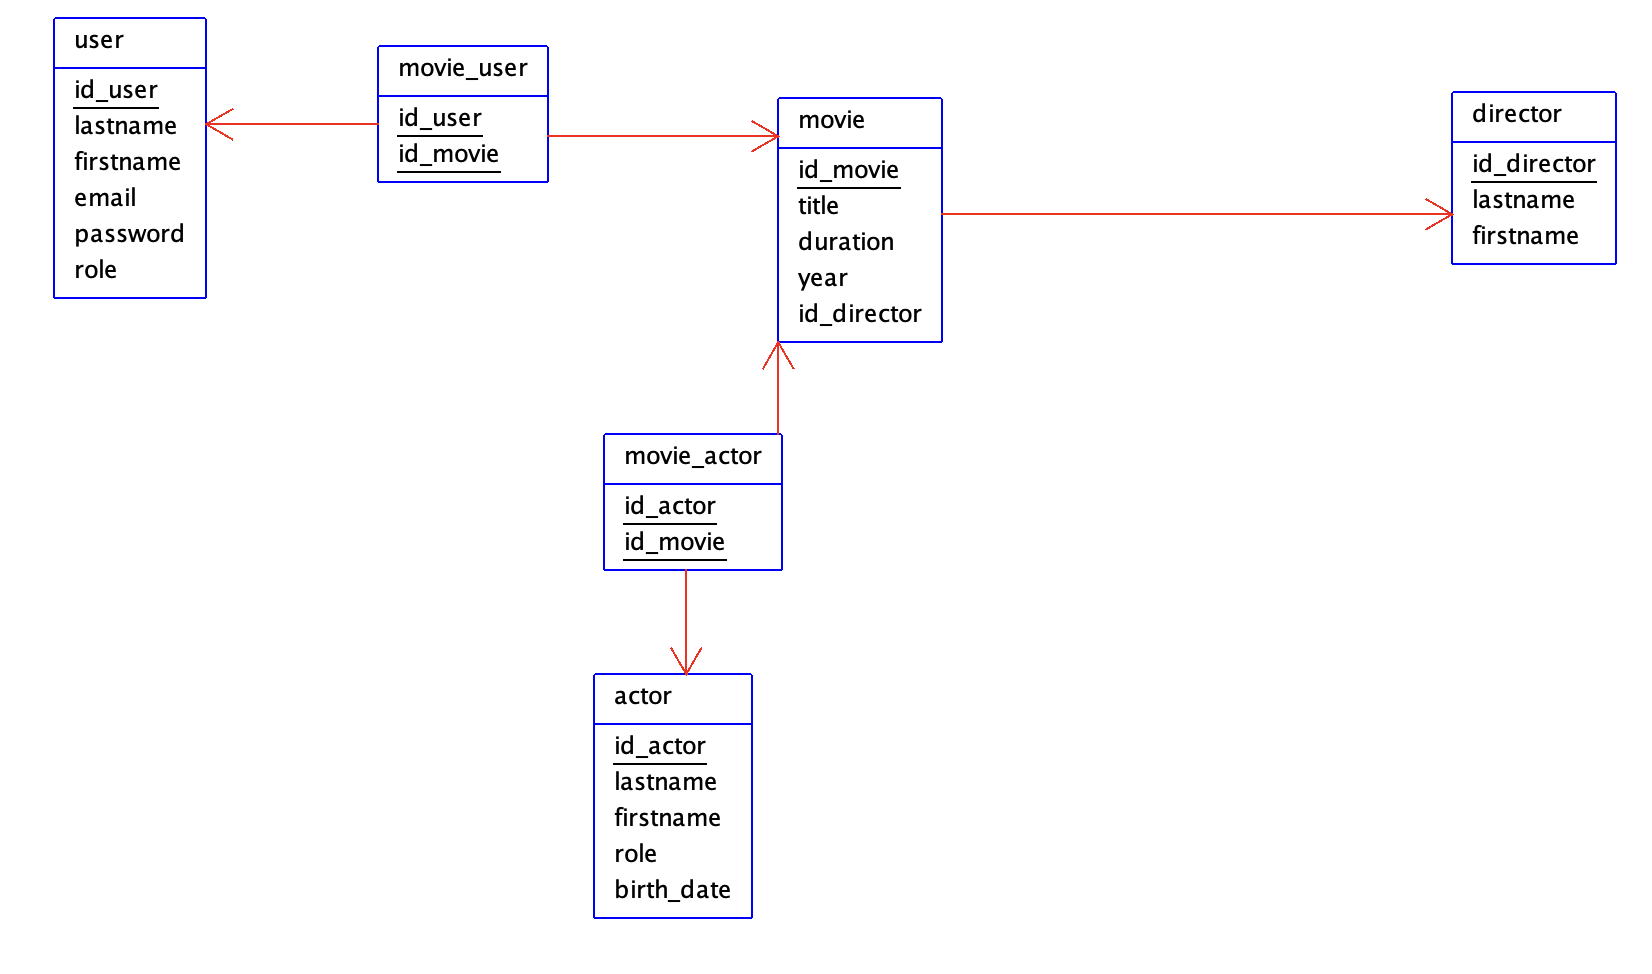 user
id_user
lastname
firstname
email
password
role
movie_user
id_user
id_movie
movie
id_movie
title
duration
year
id_director
director
id_director
lastname
firstname
movie_actor
id_actor
id_movie
actor
id_actor
lastname
firstname
role
birth_date